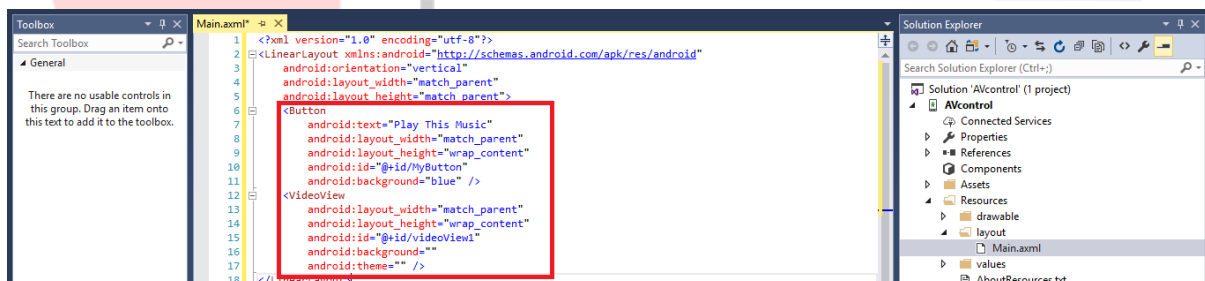 Toolbox
Search Toolbox
General
There are no usable controls in
this group. Drag an item onto
this text to add it to the toolbox.
Main.axml*
1 <?xml version="1.0" encoding="utf-8"?>
2 <LinearLayout xmlns:android="http://schemas.android.com/apk/res/android"
3 android:orientation="vertical"
4 android:layout_width="match_parent"
5 android:layout_height="match_parent">
6 <Button
7 android:text="Play This Music"
8 android:layout_width="match_parent"
9 android:layout_height="wrap_content"
10 android:id="@+id/MyButton"
11 android:background="blue" />
12 <VideoView
13 android:layout_width="match_parent"
14 android:layout_height="wrap_content"
15 android:id="@+id/videoView1"
16 android:background=""
17 android:theme="" />
18 </LinearLayout>
Solution Explorer
Search Solution Explorer (Ctrl+;)
Solution 'AVcontrol' (1 project)
AVcontrol
Connected Services
Properties
References
Components
Assets
Resources
drawable
layout
Main.axml
values
AboutResources.txt